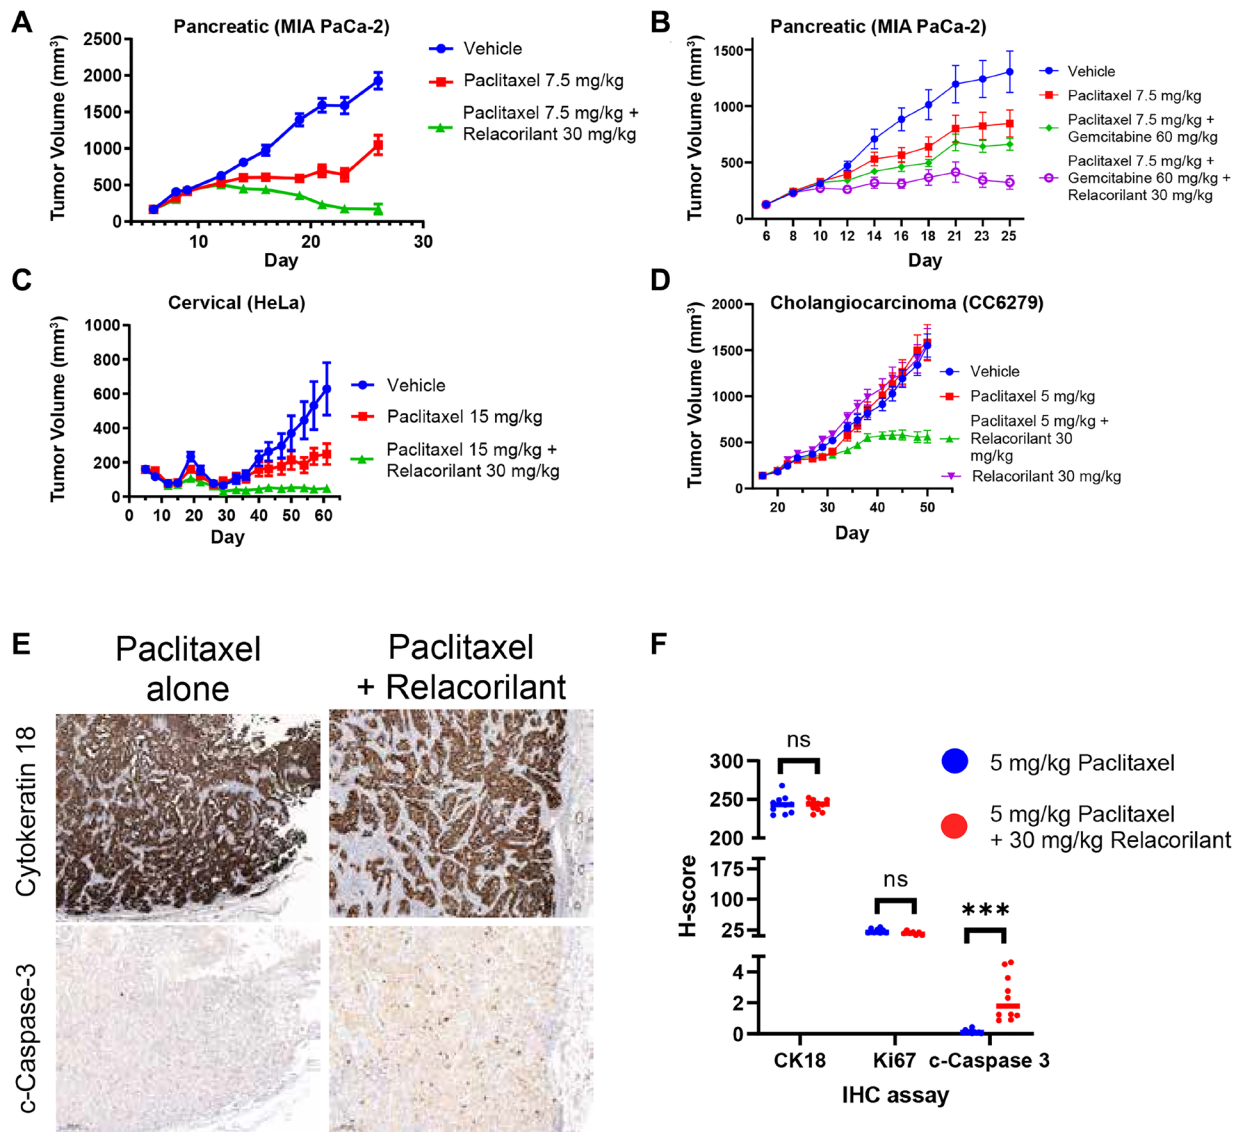 A
Pancreatic (MIA PaCa-2)
Tumor Volume (mm³)
2500
2000
1500
1000
500
0
10
20
30
Day
Vehicle
Paclitaxel 7.5 mg/kg
Paclitaxel 7.5 mg/kg +
Relacorilant 30 mg/kg
B
Pancreatic (MIA PaCa-2)
Tumor Volume (mm³)
1500
1000
500
0
6
8
10
12
14
16
18
21
23
25
Day
Vehicle
Paclitaxel 7.5 mg/kg
Paclitaxel 7.5 mg/kg +
Gemcitabine 60 mg/kg
Paclitaxel 7.5 mg/kg +
Gemcitabine 60 mg/kg +
Relacorilant 30 mg/kg
C
Cervical (HeLa)
Tumor Volume (mm³)
1000
800
600
400
200
0
0
10
20
30
40
50
60
Day
Vehicle
Paclitaxel 15 mg/kg
Paclitaxel 15 mg/kg +
Relacorilant 30 mg/kg
D
Cholangiocarcinoma (CC6279)
Tumor Volume (mm³)
2000
1500
1000
500
0
20
30
40
50
Day
Vehicle
Paclitaxel 5 mg/kg
Paclitaxel 5 mg/kg +
Relacorilant 30
mg/kg
Relacorilant 30 mg/kg
E
Paclitaxel
alone
Paclitaxel
+ Relacorilant
Cytokeratin 18
c-Caspase-3
F
H-score
300
250
200
175
100
25
4
2
0
ns
ns
***
CK18
Ki67
c-Caspase 3
IHC assay
5 mg/kg Paclitaxel
5 mg/kg Paclitaxel
+ 30 mg/kg Relacorilant